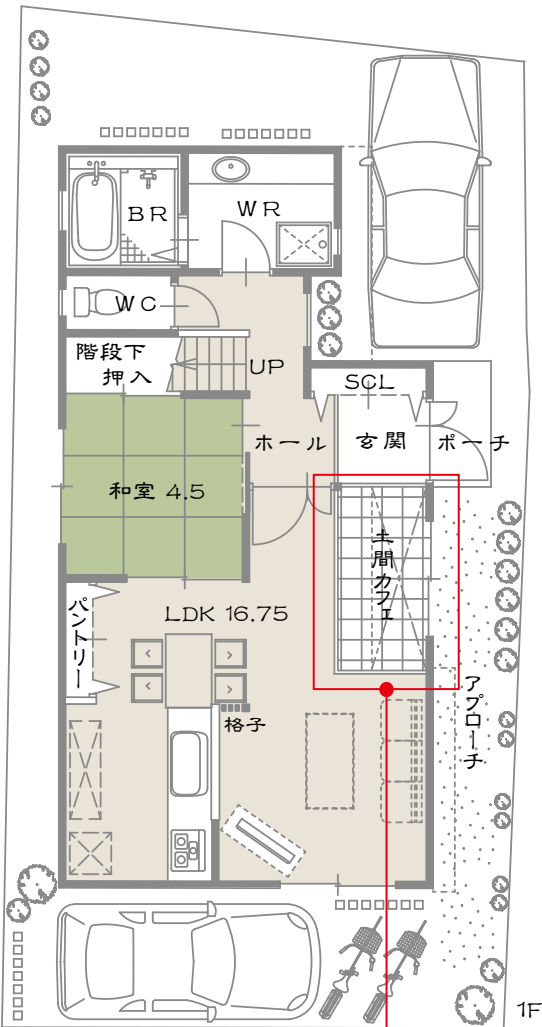 BR
WR
WC
階段下
押入
UP
SCL
ホール
玄関
ポーチ
和室 4.5
土間カフェ
LDK 16.75
パントリー
格子
アプローチ
1F